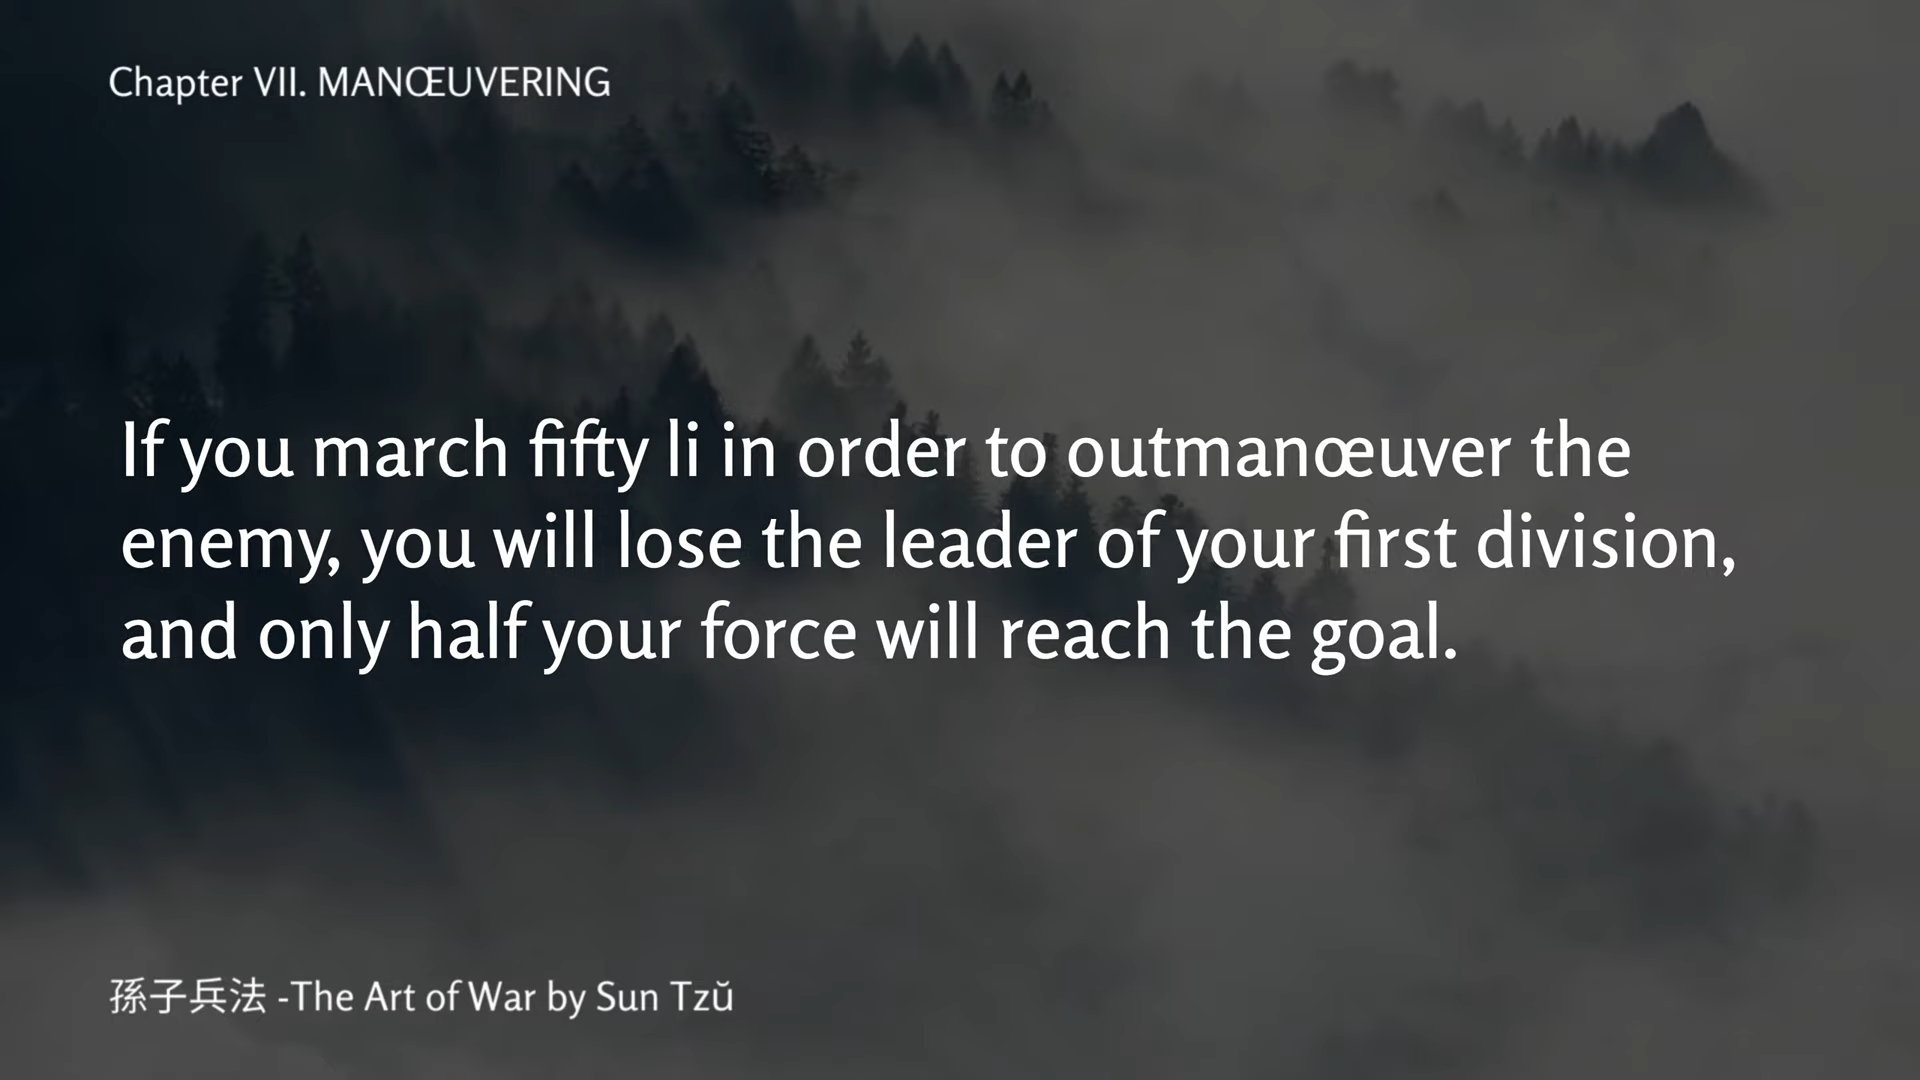 Chapter VII. MANŒUVERING
If you march fifty li in order to outmanœuver the
enemy, you will lose the leader of your first division,
and only half your force will reach the goal.
孫子兵法 -The Art of War by Sun Tzŭ